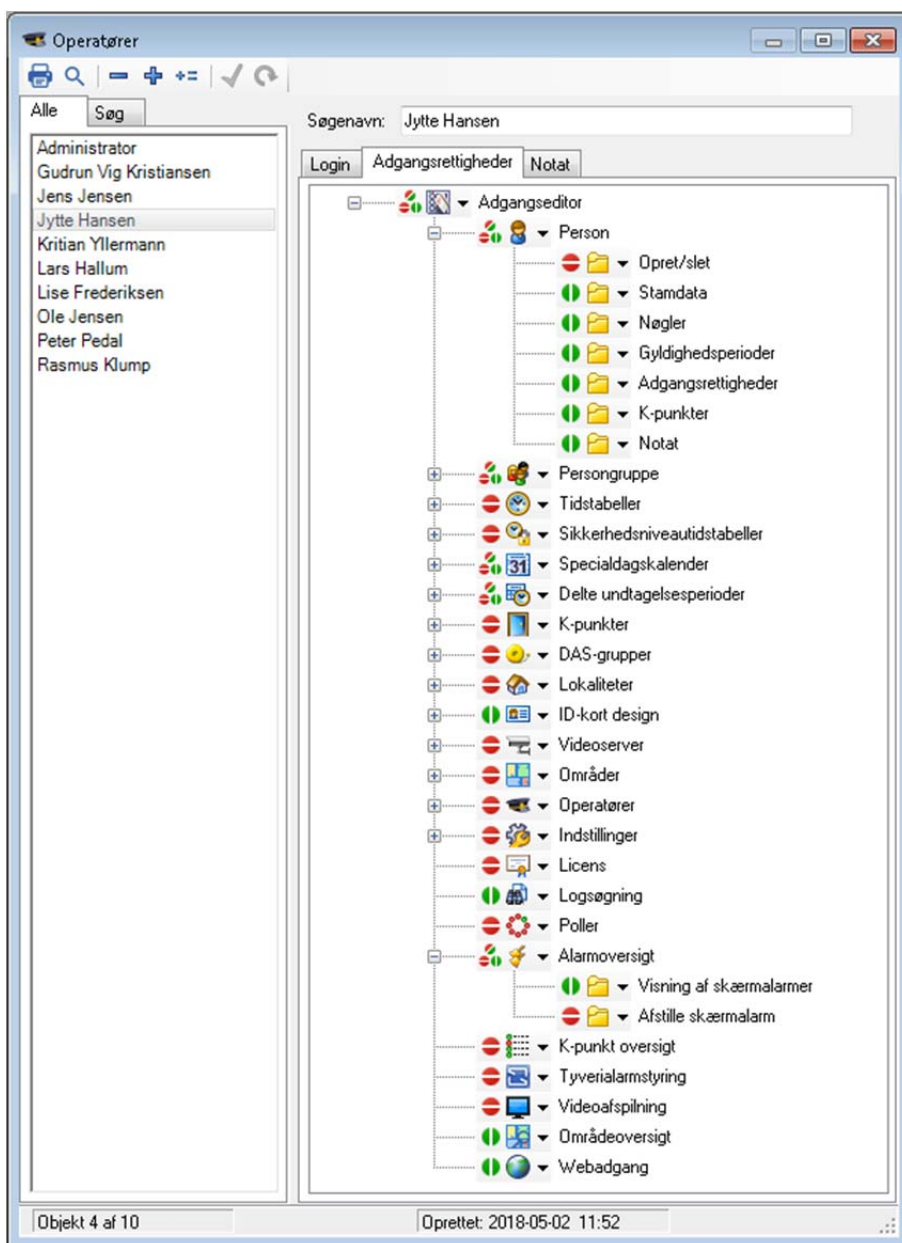 Operatører
Alle
Søg
Administrator
Gudrun Vig Kristiansen
Jens Jensen
Jytte Hansen
Kritian Yllermann
Lars Hallum
Lise Frederiksen
Ole Jensen
Peter Pedal
Rasmus Klump
Søgenavn: Jytte Hansen
Login
Adgangsrettigheder
Notat
Adgangseditor
Person
Opret/slet
Stamdata
Nøgler
Gyldighedsperioder
Adgangsrettigheder
K-punkter
Notat
Persongruppe
Tidstabeller
Sikkerhedsniveautidstabeller
31
Specialdagskalender
Delte undtagelsesperioder
K-punkter
DAS-grupper
Lokaliteter
ID-kort design
Videoserver
Områder
Operatører
Indstillinger
Licens
Logsøgning
Poller
Alarmoversigt
Visning af skærmalarmer
Afstille skærmalarm
K-punkt oversigt
Tyverialarmstyring
Videoafspilning
Områdeoversigt
Webadgang
Objekt 4 af 10
Oprettet: 2018-05-02 11:52